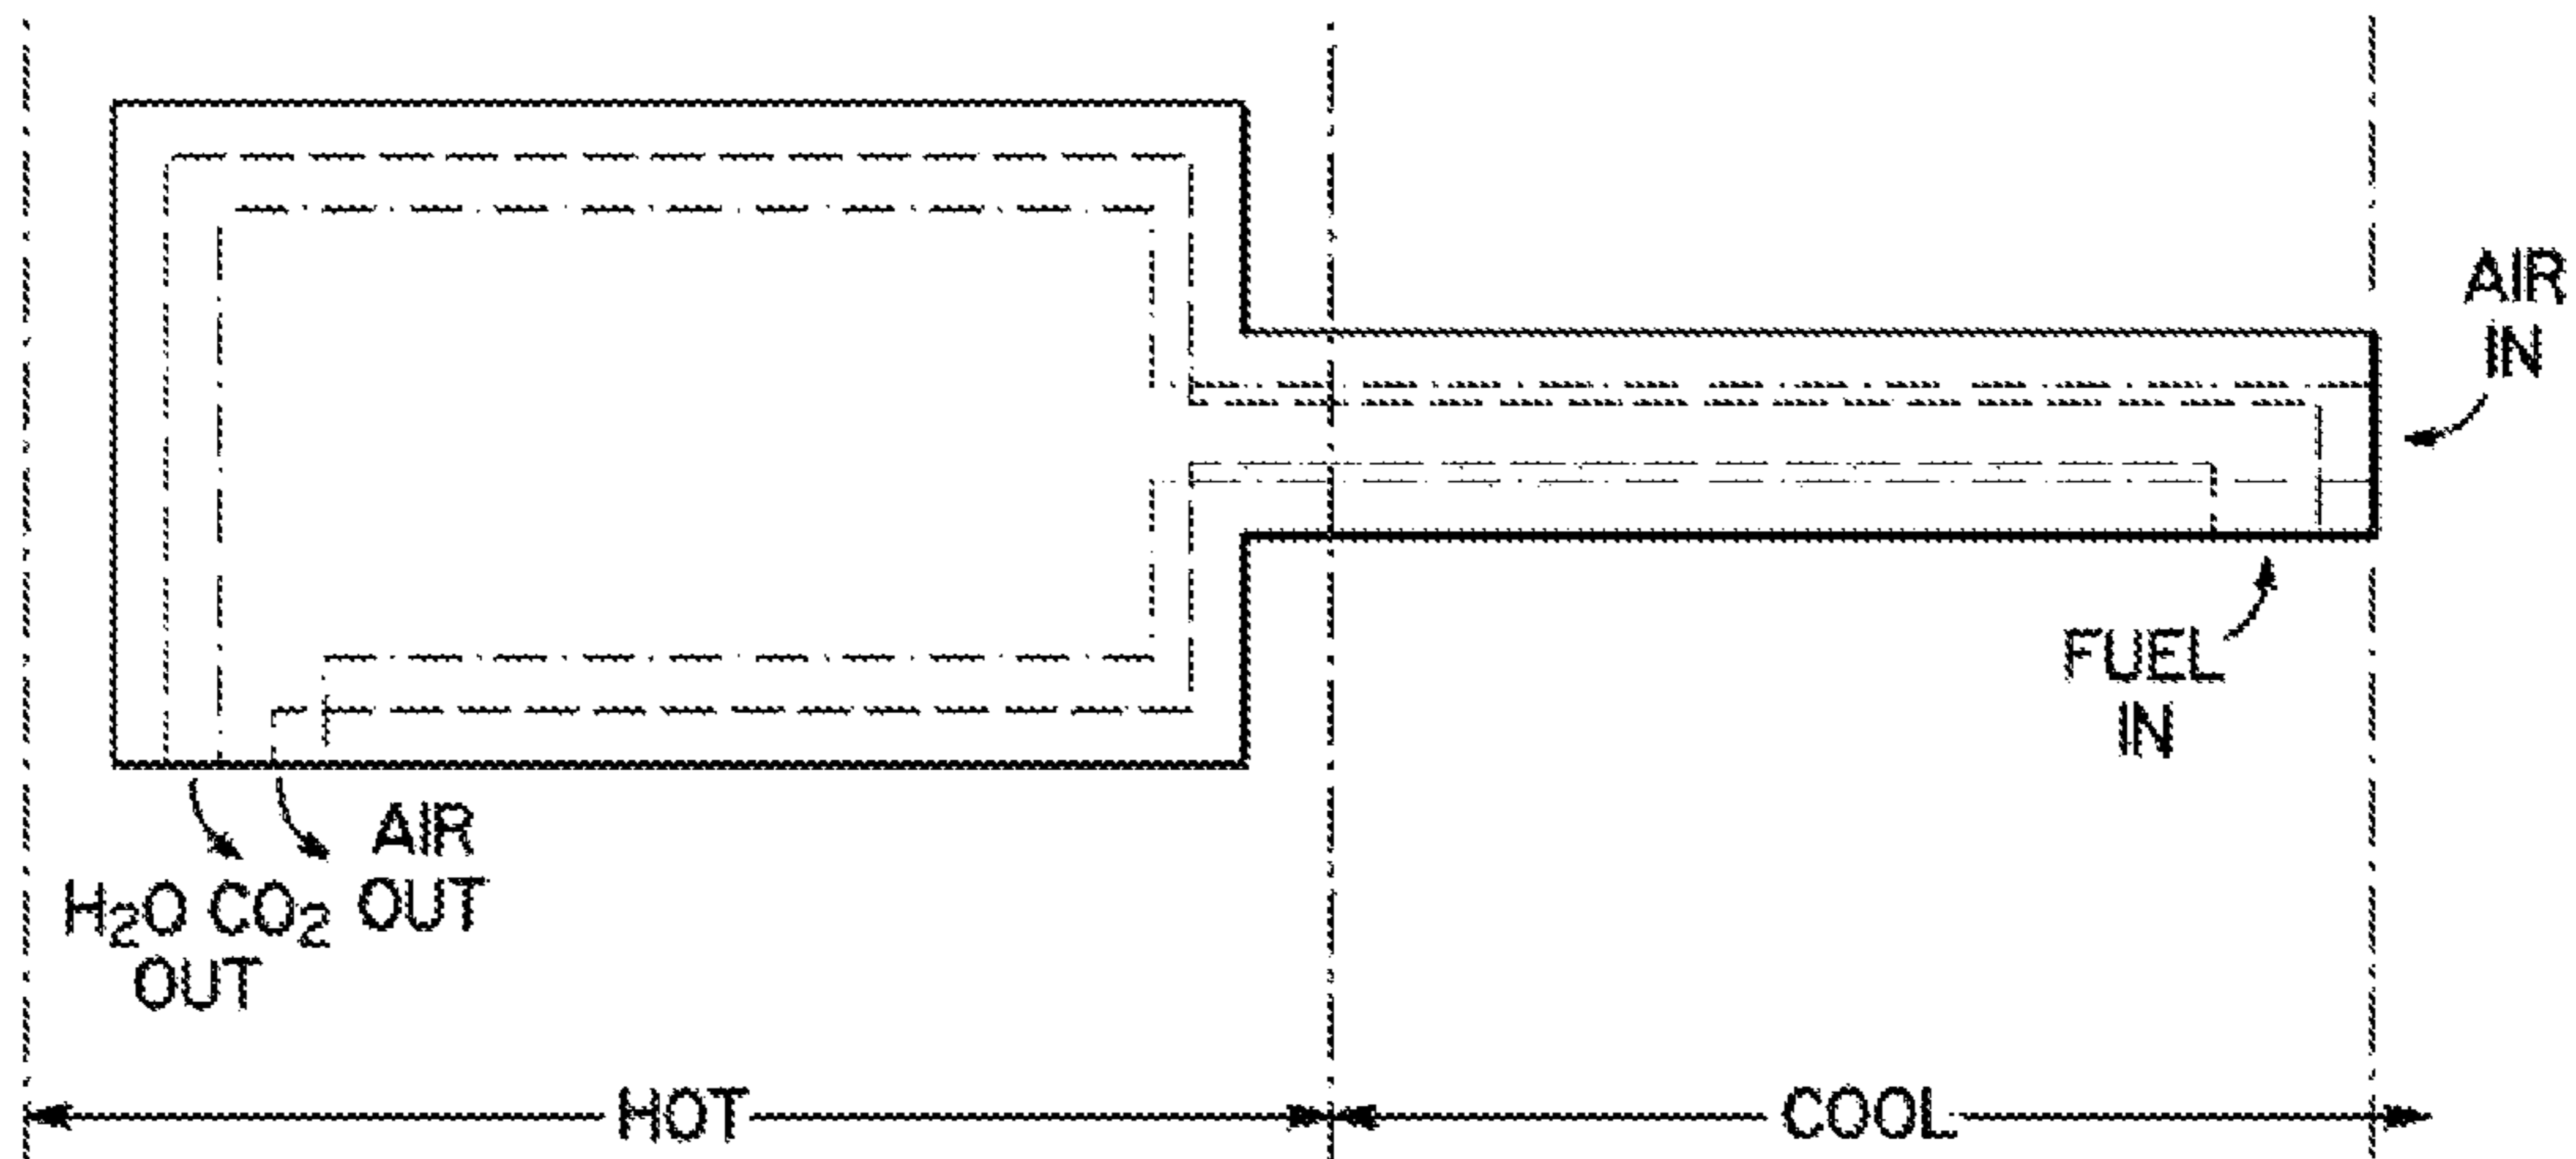 AIR
IN
FUEL
IN
AIR
OUT
H₂O CO₂
OUT
HOT
COOL